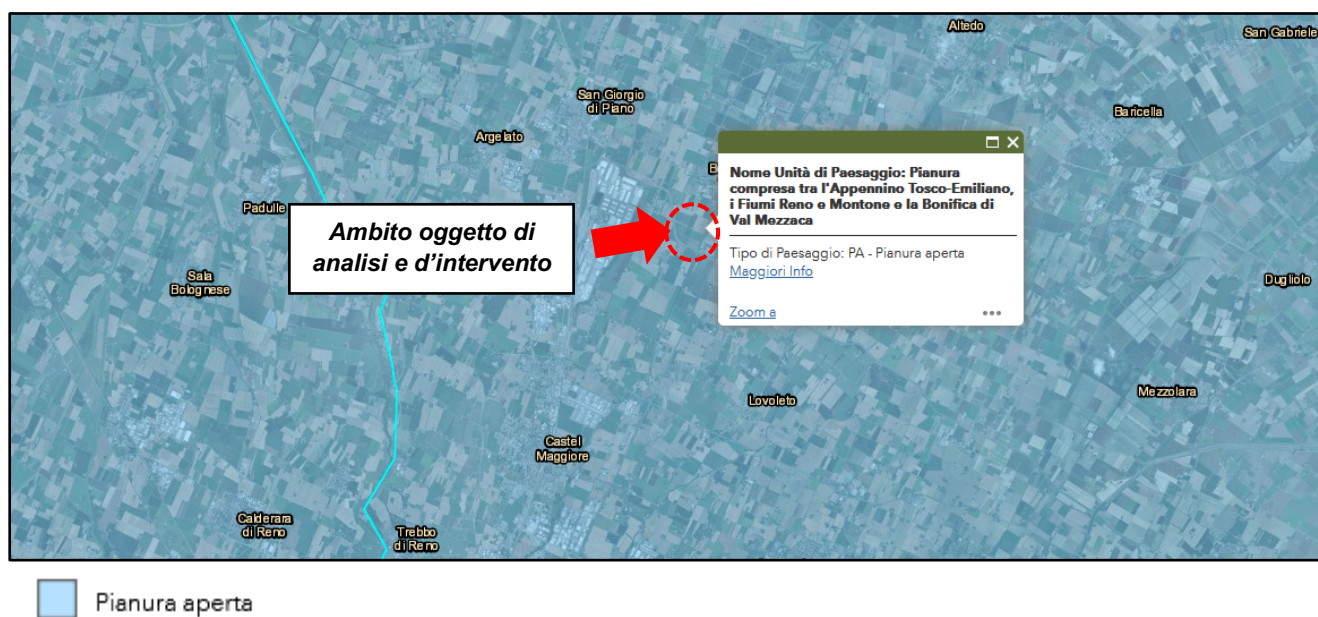 Altedo
San Gabriele
San Giorgio
di Piano
Baricella
Argelato
Nome Unità di Paesaggio: Pianura
compresa tra l'Appennino Tosco-Emiliano,
i Fiumi Reno e Montone e la Bonifica di
Val Mezzaca
Tipo di Paesaggio: PA - Pianura aperta
Maggiori Info
Zoom a
Padulle
Ambito oggetto di
analisi e d'intervento
Sala
Bolognese
Dugliolo
Mezzolara
Lovoleto
Castel
Maggiore
Calderara
di Reno
Trebbo
di Reno
Pianura aperta